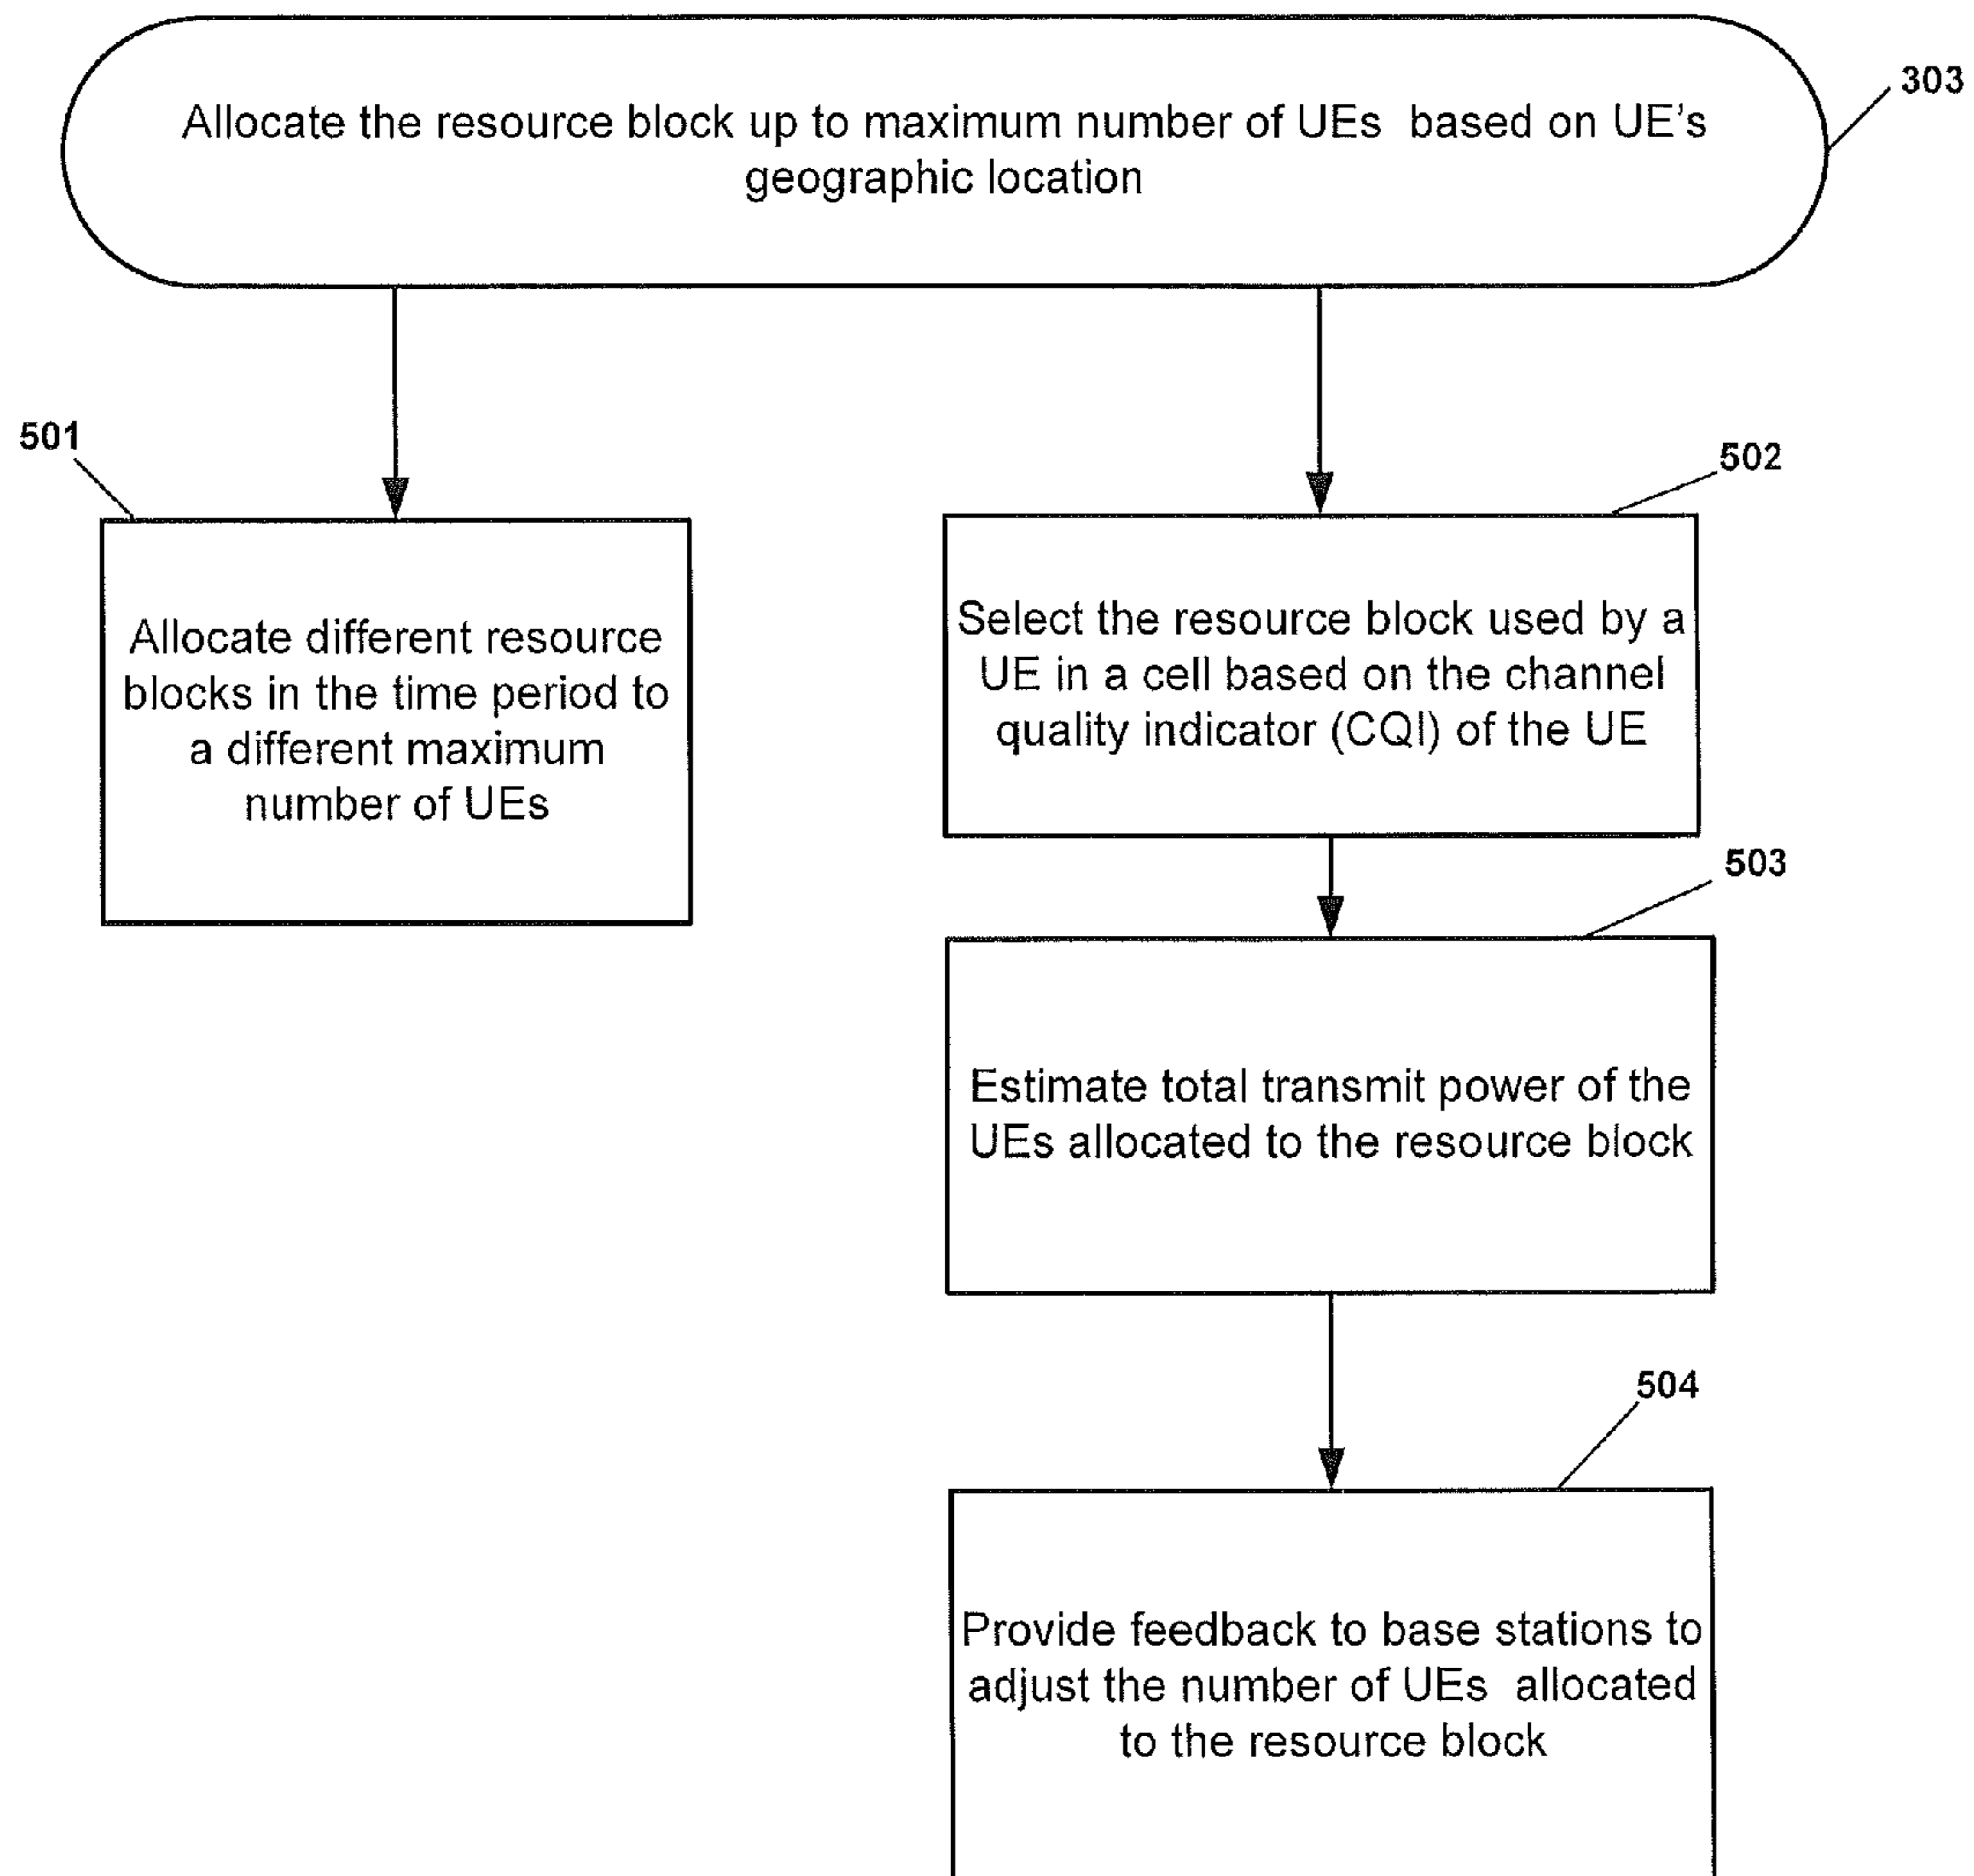 Allocate the resource block up to maximum number of UEs based on UE's
geographic location
303
501
Allocate different resource
blocks in the time period to
a different maximum
number of UEs
502
Select the resource block used by a
UE in a cell based on the channel
quality indicator (CQI) of the UE
503
Estimate total transmit power of the
UEs allocated to the resource block
504
Provide feedback to base stations to
adjust the number of UEs allocated
to the resource block